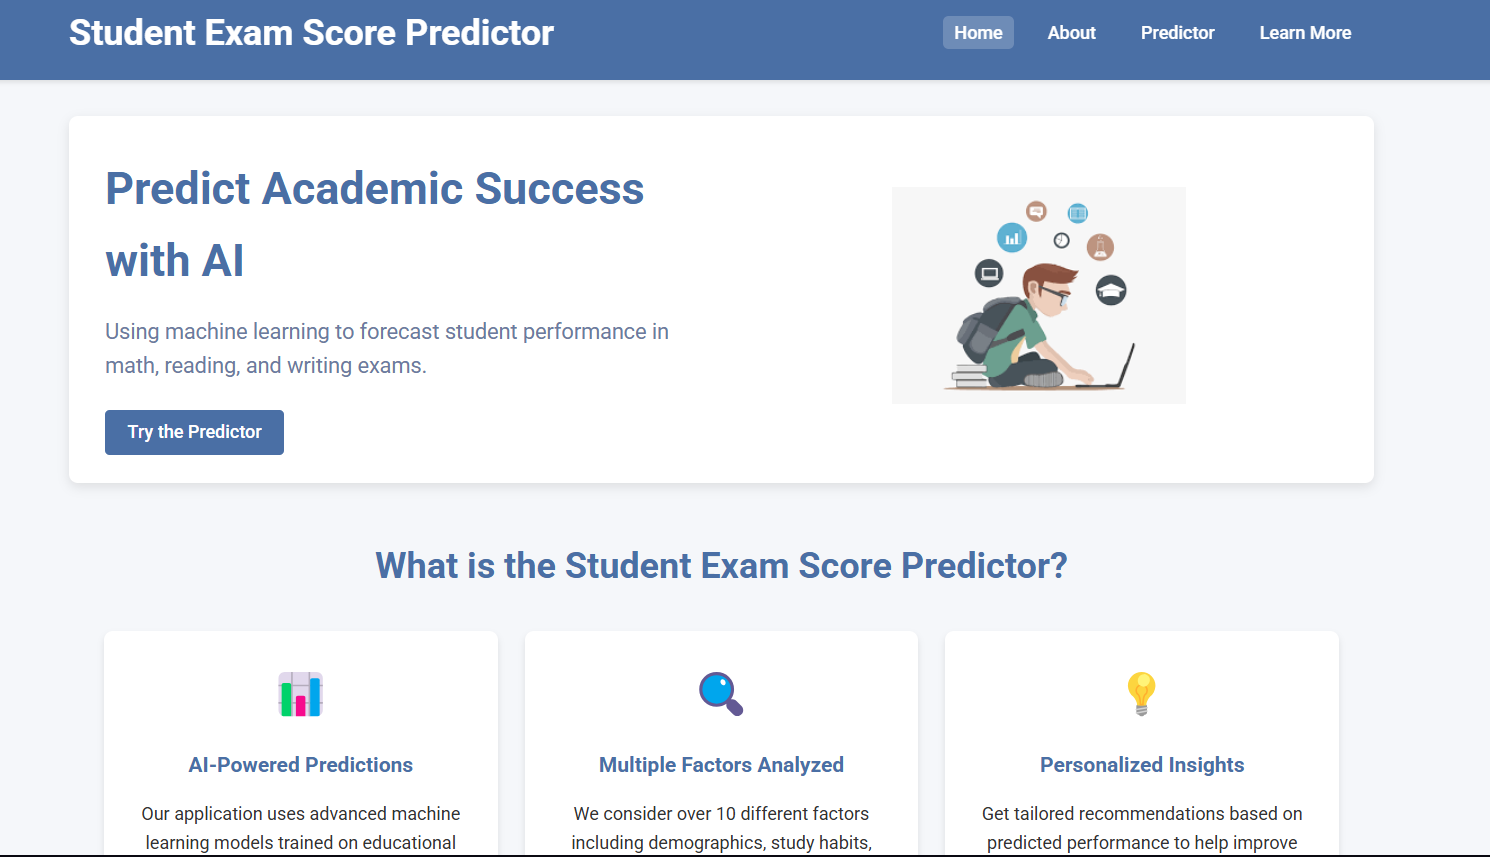 Student Exam Score Predictor
Home
About
Predictor
Learn More
Predict Academic Success
with AI
Using machine learning to forecast student performance in
math, reading, and writing exams.
Try the Predictor
What is the Student Exam Score Predictor?
AI-Powered Predictions
Our application uses advanced machine
learning models trained on educational
Multiple Factors Analyzed
We consider over 10 different factors
including demographics, study habits,
Personalized Insights
Get tailored recommendations based on
predicted performance to help improve